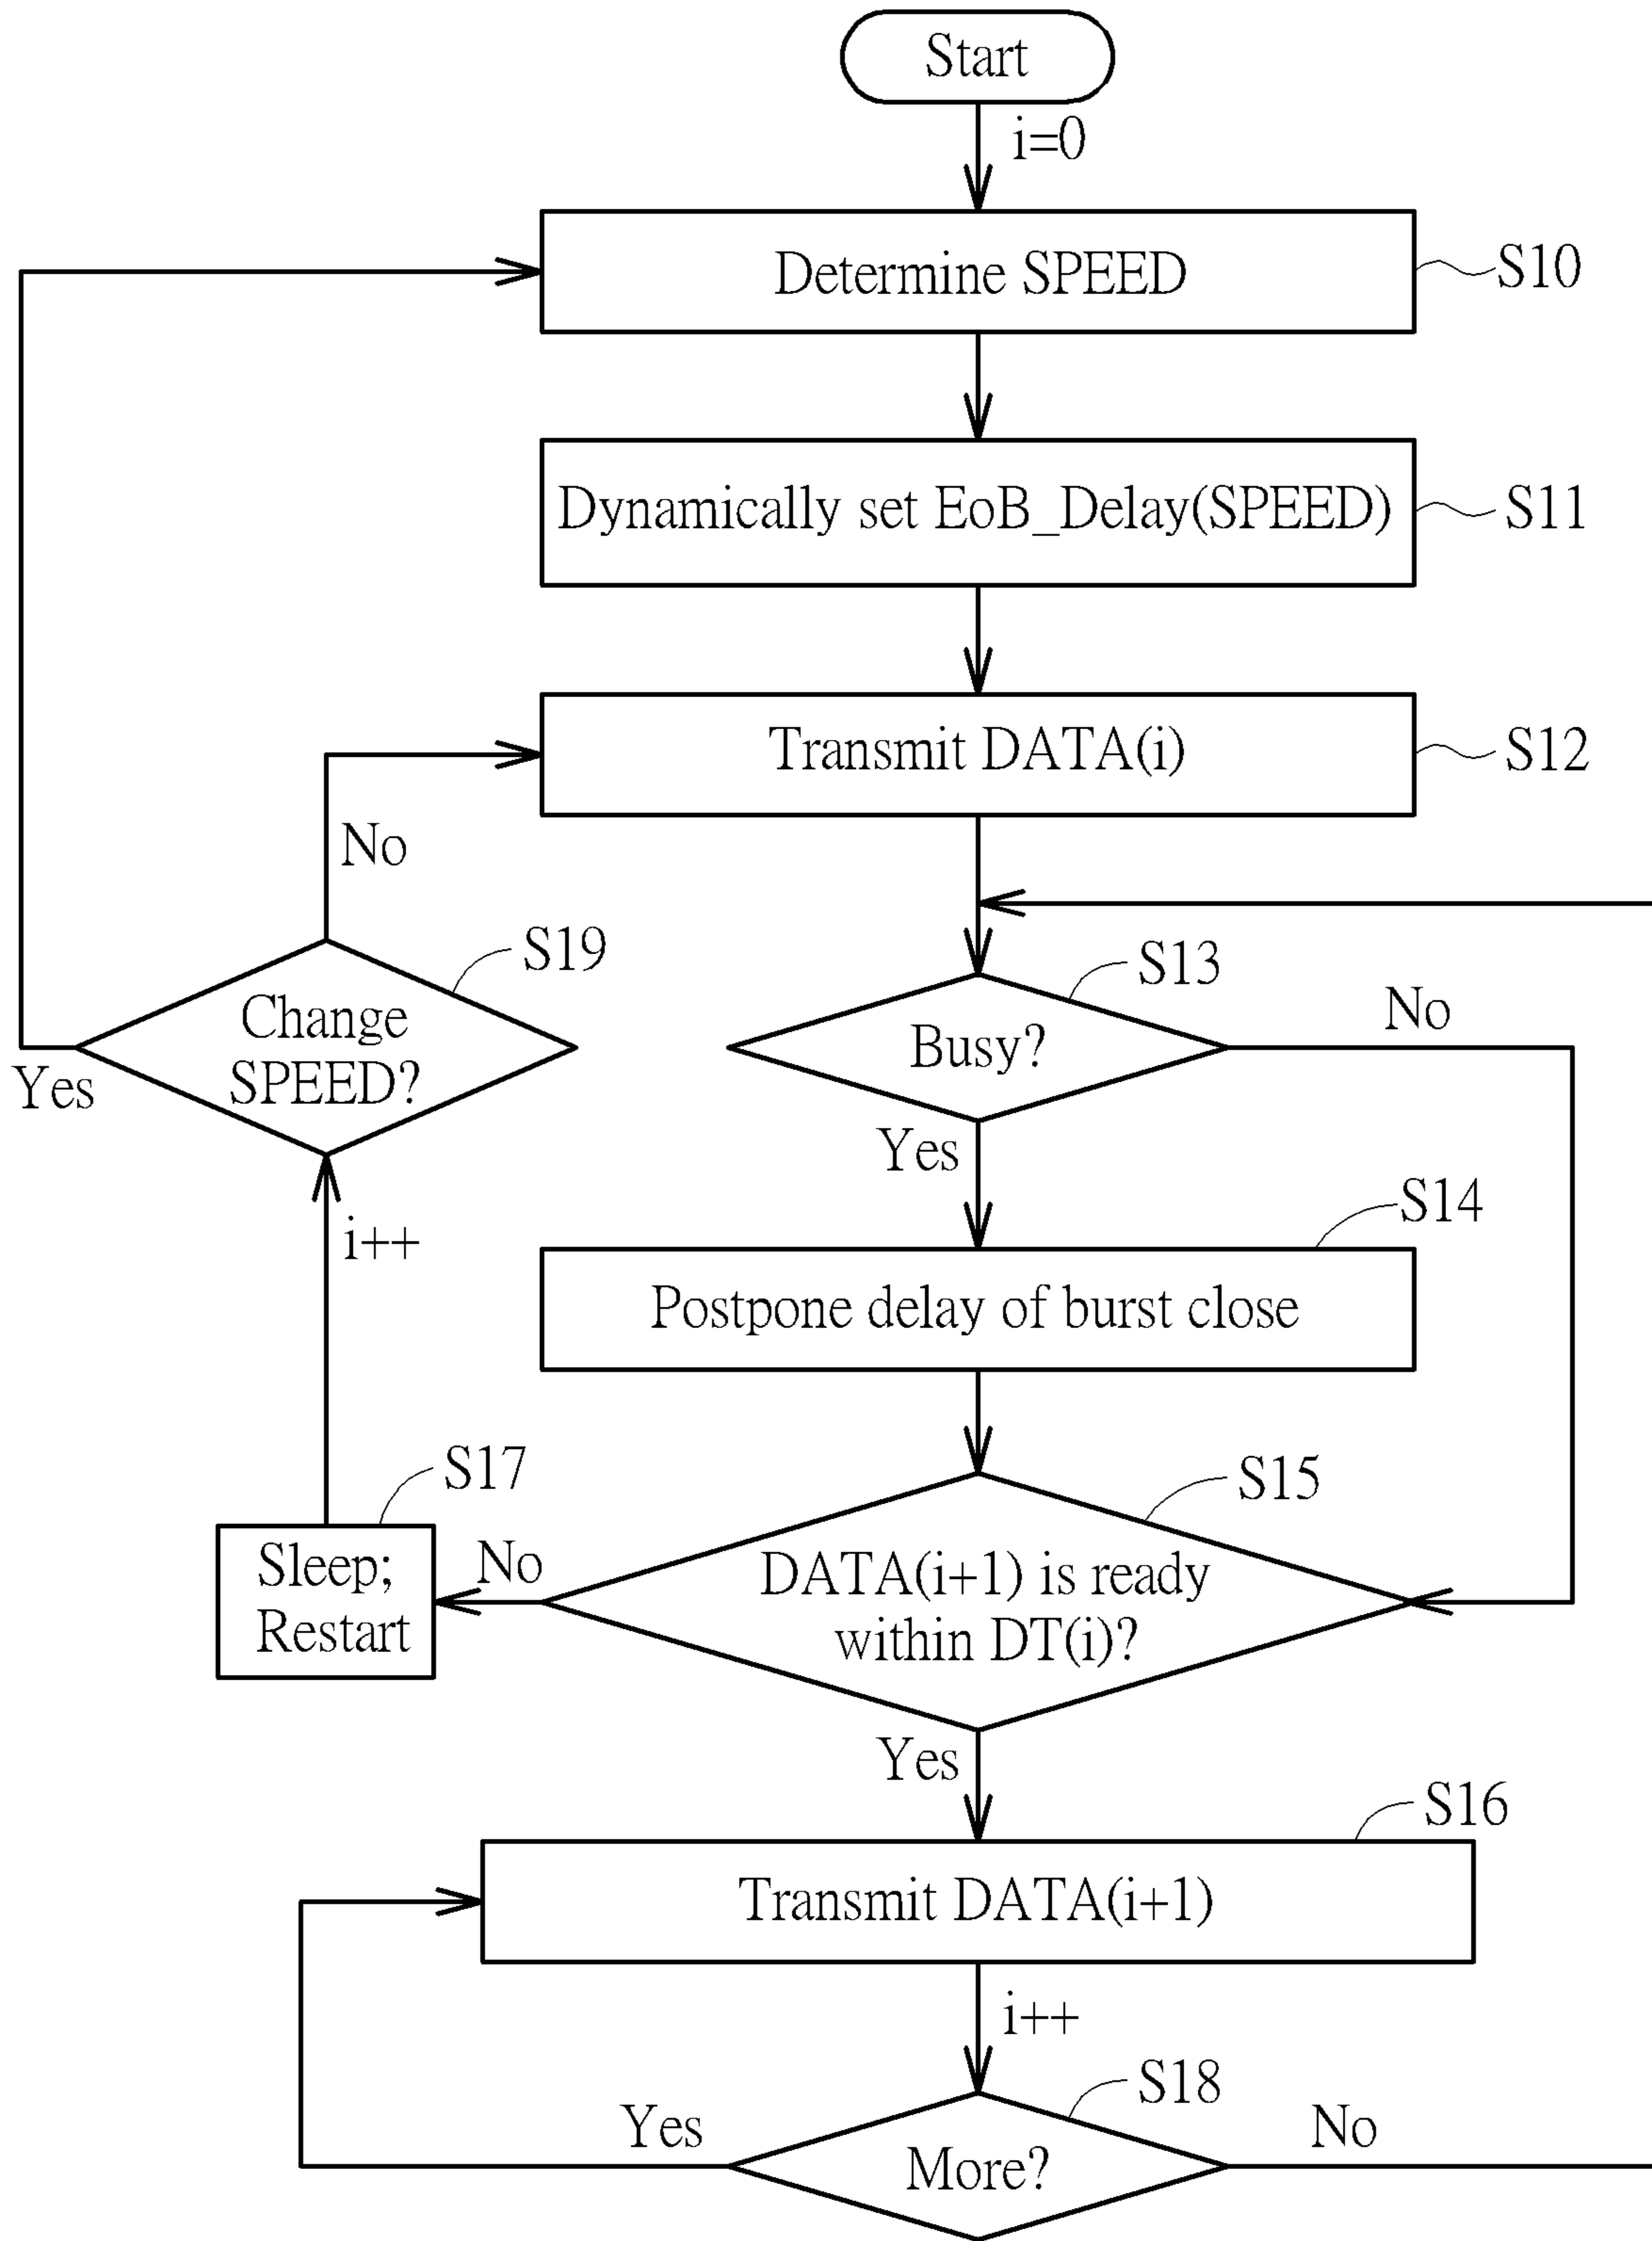 Start
i=0
Determine SPEED
S10
Dynamically set EoB_Delay(SPEED)
S11
Transmit DATA(i)
S12
No
S19
Change
SPEED?
Yes
S13
Busy?
No
Yes
i++
S14
Postpone delay of burst close
S17
Sleep;
Restart
No
S15
DATA(i+1) is ready
within DT(i)?
Yes
S16
Transmit DATA(i+1)
i++
S18
Yes
More?
No